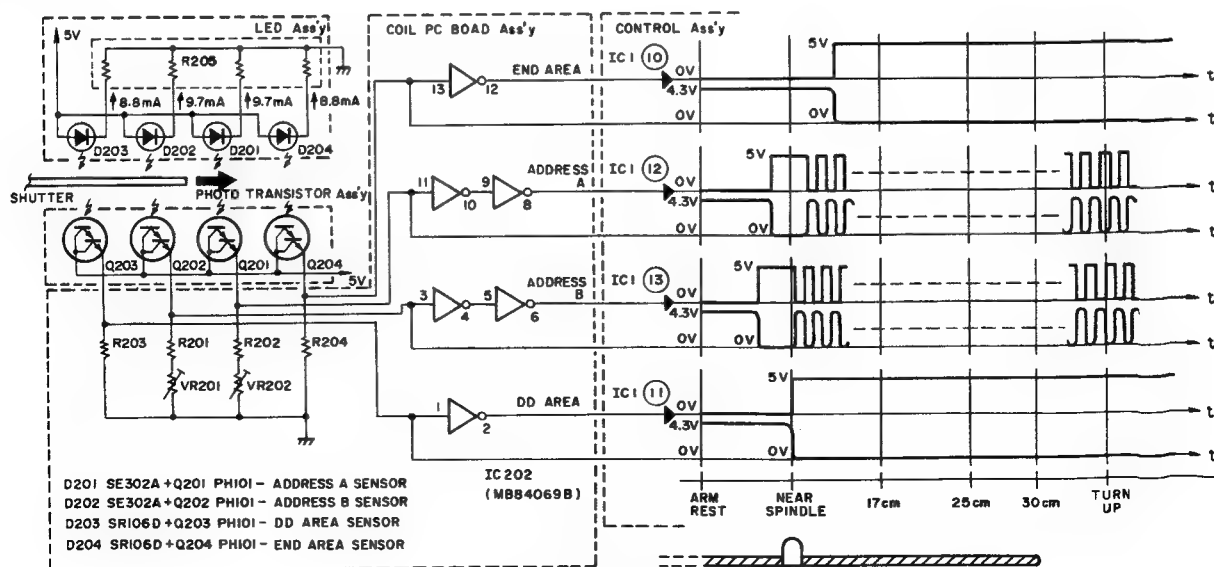 LED Ass'y
COIL PC BOAD Ass'y
CONTROL Ass'y
5V
R205
8.8mA
9.7mA
9.7mA
8.8mA
D203
D202
D201
D204
SHUTTER
PHOTO TRANSISTOR Ass'y
Q203
Q202
Q201
Q204
5V
R203
R201
R202
R204
VR201
VR202
13
12
END AREA
IC1 10
5V
0V
4.3V
0V
0V
t
t
11
10
9
8
ADDRESS
A
IC1 12
5V
0V
4.3V
0V
0V
t
t
3
4
5
6
ADDRESS
B
IC1 13
5V
0V
4.3V
0V
0V
t
t
1
2
DD AREA
IC1 11
5V
0V
4.3V
0V
0V
t
t
IC202
(MB84069B)
D201 SE302A+Q201 PH101- ADDRESS A SENSOR
D202 SE302A+Q202 PH101- ADDRESS B SENSOR
D203 SR106D+Q203 PH101- DD AREA SENSOR
D204 SR106D+Q204 PH101- END AREA SENSOR
ARM
REST
NEAR
SPINDLE
17cm
25cm
30cm
TURN
UP